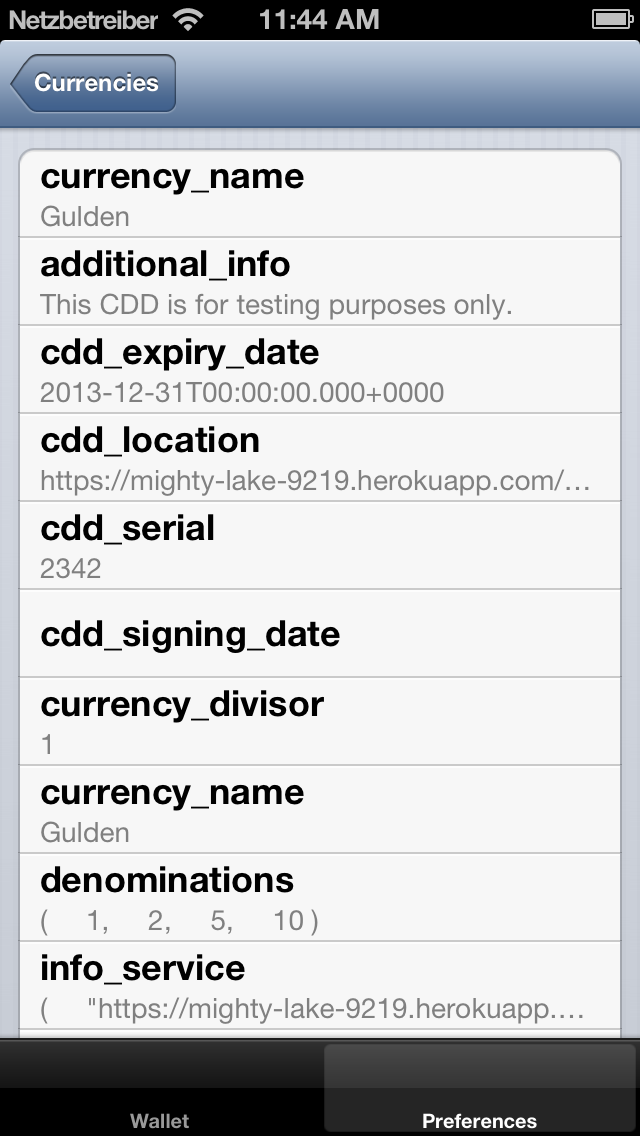 Netzbetreiber 11:44 AM
Currencies
currency_name
Gulden
additional_info
This CDD is for testing purposes only.
cdd_expiry_date
2013-12-31T00:00:00.000+0000
cdd_location
https://mighty-lake-9219.herokuapp.com/…
cdd_serial
2342
cdd_signing_date
currency_divisor
1
currency_name
Gulden
denominations
( 1, 2, 5, 10 )
info_service
( "https://mighty-lake-9219.herokuapp.…
Wallet Preferences